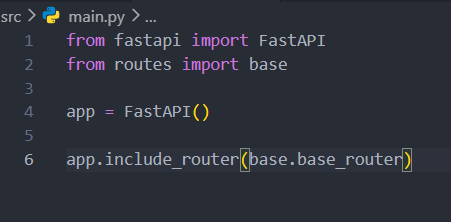 src > main.py > ...
1 from fastapi import FastAPI
2 from routes import base
3
4 app = FastAPI()
5
6 app.include_router(base.base_router)